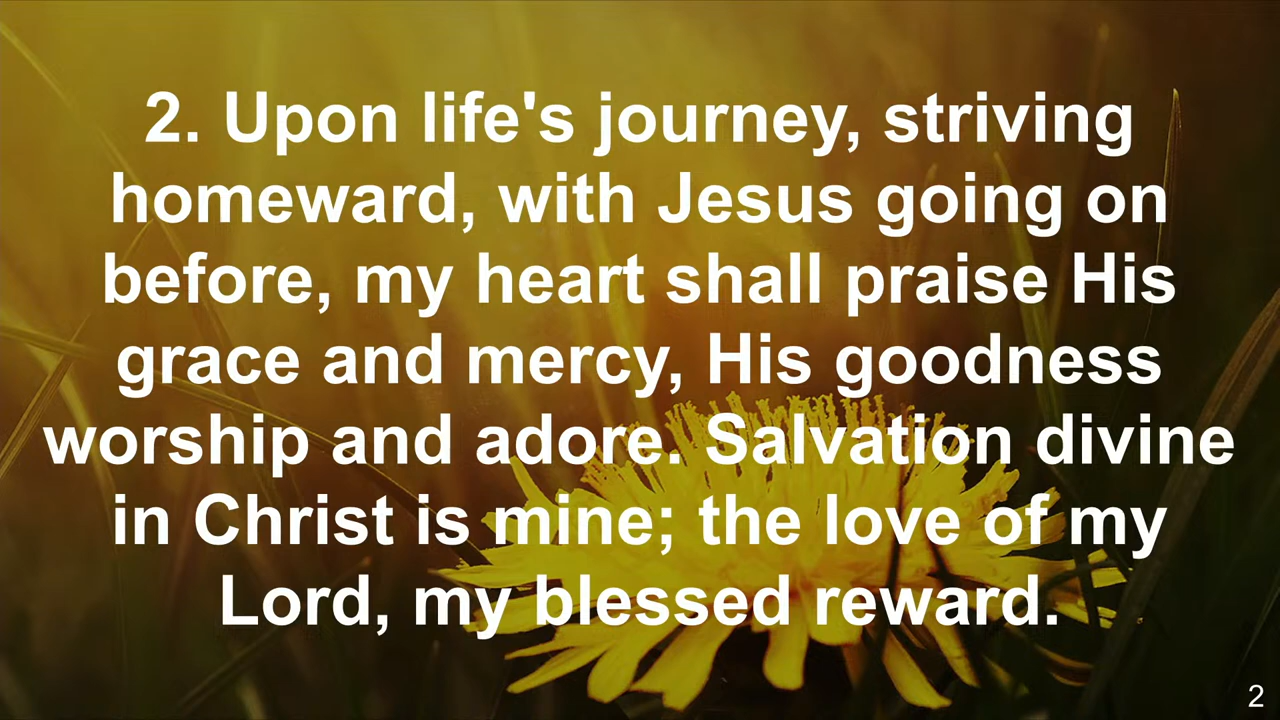 2. Upon life's journey, striving
homeward, with Jesus going on
before, my heart shall praise His
grace and mercy, His goodness
worship and adore. Salvation divine
in Christ is mine; the love of my
Lord, my blessed reward.
2